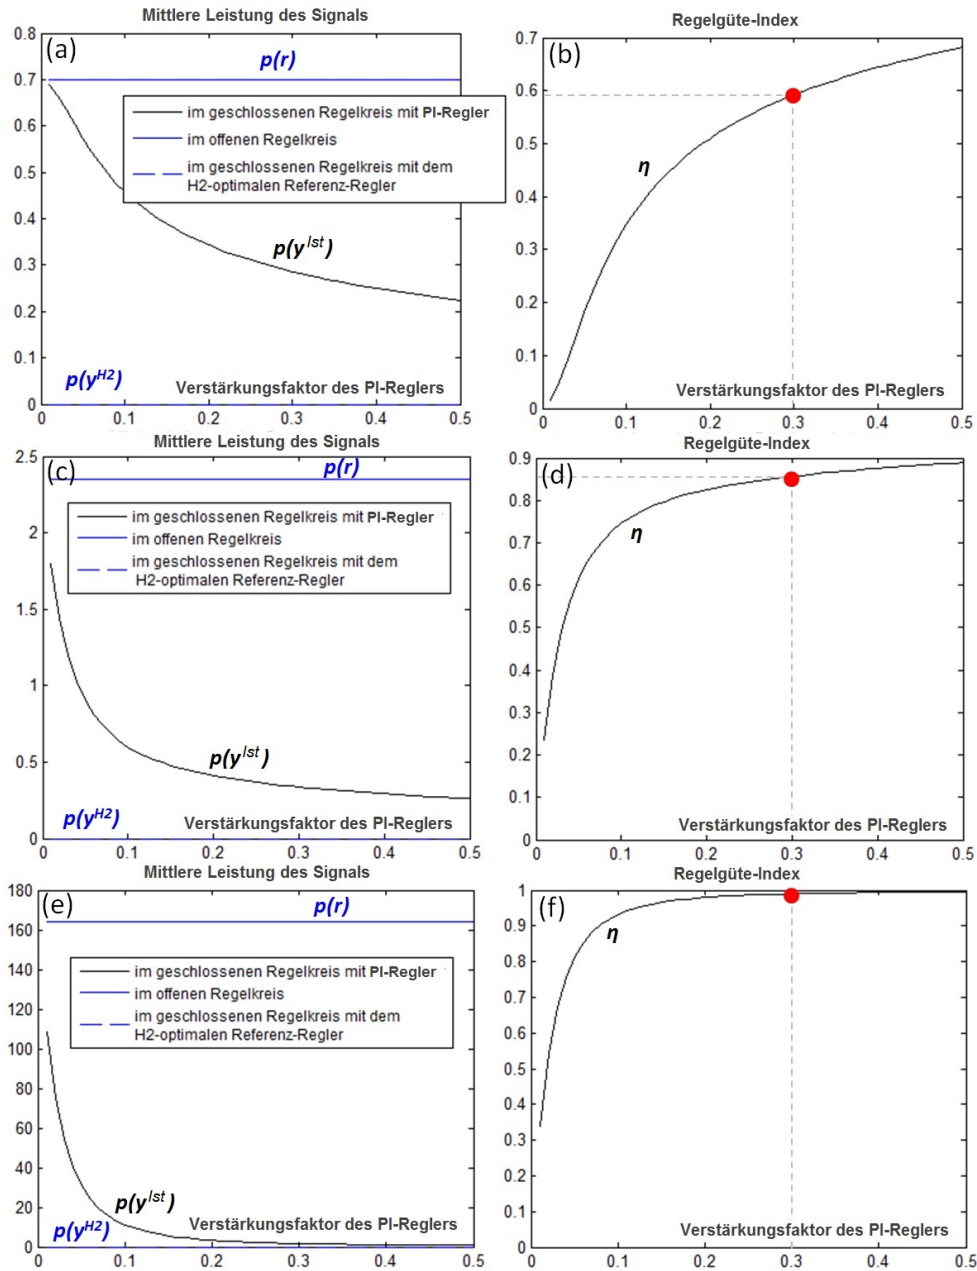 Mittlere Leistung des Signals
(a)
0.8
p(r)
0.7
im geschlossenen Regelkreis mit PI-Regler
0.6
im offenen Regelkreis
im geschlossenen Regelkreis mit dem
H2-optimalen Referenz-Regler
0.5
0.4
p(y^Ist)
0.3
0.2
0.1
p(y^H2)
Verstärkungsfaktor des PI-Reglers
0
0 0.1 0.2 0.3 0.4 0.5
Regelgüte-Index
(b)
0.7
0.6
0.5
η
0.4
0.3
0.2
0.1
Verstärkungsfaktor des PI-Reglers
0
0 0.1 0.2 0.3 0.4 0.5
Mittlere Leistung des Signals
(c)
2.5
p(r)
im geschlossenen Regelkreis mit PI-Regler
2
im offenen Regelkreis
im geschlossenen Regelkreis mit dem
H2-optimalen Referenz-Regler
1.5
1
p(y^Ist)
0.5
p(y^H2)
Verstärkungsfaktor des PI-Reglers
0
0 0.1 0.2 0.3 0.4 0.5
Regelgüte-Index
(d)
0.9
0.8
η
0.7
0.6
0.5
0.4
0.3
0.2
0.1
Verstärkungsfaktor des PI-Reglers
0
0 0.1 0.2 0.3 0.4 0.5
Mittlere Leistung des Signals
(e)
180
p(r)
160
im geschlossenen Regelkreis mit PI-Regler
140
im offenen Regelkreis
im geschlossenen Regelkreis mit dem
H2-optimalen Referenz-Regler
120
100
80
60
40
p(y^Ist)
20
p(y^H2)
Verstärkungsfaktor des PI-Reglers
0
0 0.1 0.2 0.3 0.4 0.5
Regelgüte-Index
(f)
1
0.9
η
0.8
0.7
0.6
0.5
0.4
0.3
0.2
0.1
Verstärkungsfaktor des PI-Reglers
0
0 0.1 0.2 0.3 0.4 0.5